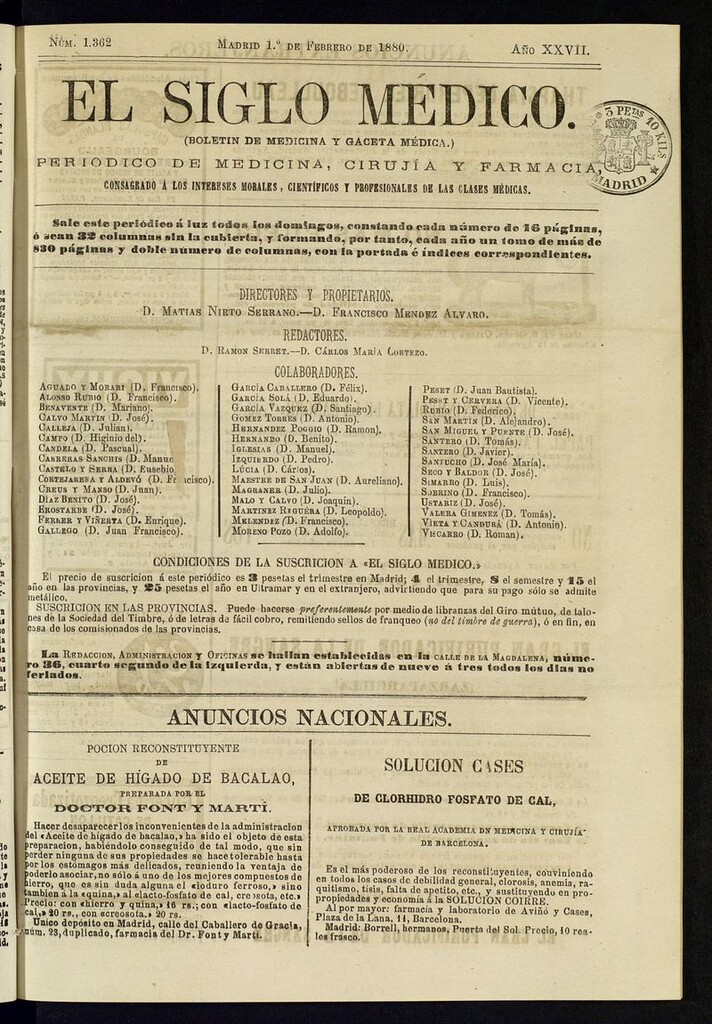 NÚM. 1.362 MADRID 1.º DE FEBRERO DE 1880. AÑO XXVII.
EL SIGLO MÉDICO.
3 PETAS 10 KILS
MADRID
(BOLETIN DE MEDICINA Y GACETA MÉDICA.)
PERIODICO DE MEDICINA, CIRUJÍA Y FARMACIA,
CONSAGRADO Á LOS INTERESES MORALES, CIENTÍFICOS Y PROFESIONALES DE LAS CLASES MÉDICAS.
Sale este periódico á luz todos los domingos, constando cada número de 16 páginas,
ó sean 32 columnas sin la cubierta, y formando, por tanto, cada año un tomo de más de
830 páginas y doble número de columnas, con la portada é índices correspondientes.
DIRECTORES Y PROPIETARIOS.
D. MATIAS NIETO SERRANO.—D. FRANCISCO MENDEZ ALVARO.
REDACTORES.
D. RAMON SERRET.—D. CÁRLOS MARÍA CORTEZO.
COLABORADORES.
AGUADO Y MORARI (D. Francisco).
ALONSO RUBIO (D. Francisco).
BENAVENTE (D. Mariano).
CALVO MARTIN (D. José).
CALLEJA (D. Julian).
CAMPO (D. Higinio del).
CANDELA (D. Pascual).
CARRERAS SANCHIS (D. Manue
CASTELO Y SERRA (D. Eusebio
CORTEJARENA Y ALDEVÓ (D. Fr cisco).
CREUS Y MANSO (D. Juan).
DIAZ BENITO (D. José).
EROSTARBE (D. José).
FERRER Y VIÑERTA (D. Enrique).
GALLEGO (D. Juan Francisco).
GARCÍA CABALLERO (D. Félix).
GARCÍA SOLÁ (D. Eduardo).
GARCÍA VAZQUEZ (D. Santiago).
GOMEZ TORRES (D. Antonio).
HERNANDEZ POGGIO (D. Ramon).
HERNANDO (D. Benito).
IGLESIAS (D. Manuel).
IZQUIERDO (D. Pedro).
LÚCIA (D. Cárlos).
MAESTRE DE SAN JUAN (D. Aureliano).
MAGRANER (D. Julio).
MALO Y CALVO (D. Joaquin).
MARTINEZ REGUERA (D. Leopoldo).
MELENDEZ (D. Francisco).
MORENO POZO (D. Adolfo).
PESET (D. Juan Bautista).
PESET Y CERVERA (D. Vicente).
RUBIO (D. Federico).
SAN MARTIN (D. Alejandro).
SAN MIGUEL Y PUENTE (D. José).
SANTERO (D. Tomás).
SANTERO (D. Javier).
SANTUCHO (D. José María).
SECO Y BALDOR (D. José).
SIMARRO (D. Luis).
SOBRINO (D. Francisco).
USTARIZ (D. José).
VALERA GIMENEZ (D. Tomás).
VIETA Y CANDURÁ (D. Antonio).
VISCARRO (D. Roman).
CONDICIONES DE LA SUSCRICION A «EL SIGLO MEDICO.»
El precio de suscricion á este periódico es 3 pesetas el trimestre en Madrid; 4 el trimestre, 8 el semestre y 15 el
año en las provincias, y 25 pesetas el año en Ultramar y en el extranjero, advirtiendo que para su pago sólo se admite
metálico.
SUSCRICION EN LAS PROVINCIAS. Puede hacerse preferentemente por medio de libranzas del Giro mútuo, de talo-
nes de la Sociedad del Timbre, ó de letras de fácil cobro, remitiendo sellos de franqueo (no del timbre de guerra), ó en fin, en
casa de los comisionados de las provincias.
LA REDACCION, ADMINISTRACION Y OFICINAS se hallan establecidas en la CALLE DE LA MAGDALENA, núme-
ro 36, cuarto segundo de la izquierda, y están abiertas de nueve á tres todos los dias no
feriados.
ANUNCIOS NACIONALES.
POCION RECONSTITUYENTE
DE
ACEITE DE HÍGADO DE BACALAO,
PREPARADA POR EL
DOCTOR FONT Y MARTÍ.
Hacer desaparecer los inconvenientes de la administracion
del «Aceite de hígado de bacalao,» ha sido el objeto de esta
preparacion, habiéndolo conseguido de tal modo, que sin
perder ninguna de sus propiedades se hace tolerable hasta
por los estómagos más delicados, reuniendo la ventaja de
poderlo asociar, no sólo á uno de los mejores compuestos de
hierro, que es sin duda alguna el «ioduro ferroso,» sino
tambien á la «quina,» al «lacto-fosfato de cal, creosota, etc.»
Precio: con «hierro y quina,» 16 rs.; con «lacto-fosfato de
cal,» 20 rs., con «creosota,» 20 rs.
Unico depósito en Madrid, calle del Caballero de Gracia,
núm. 23, duplicado, farmacia del Dr. Font y Martí.
SOLUCION CASES
DE CLORHIDRO FOSFATO DE CAL,
APROBADA POR LA REAL ACADEMIA DN MEDICINA Y CIRUJÍA
DE BARCELONA.
Es el más poderoso de los reconstituyentes, conviniendo
en todos los casos de debilidad general, clorosis, anemia, ra-
quitismo, tisis, falta de apetito, etc., y sustituyendo en pro-
propiedades y economía á la SOLUCION COIRRE.
Al por mayor: farmacia y laboratorio de Aviñó y Cases,
Plaza de la Lana, 11, Barcelona.
Madrid: Borrell, hermanos, Puerta del Sol. Precio, 10 rea-
les frasco.